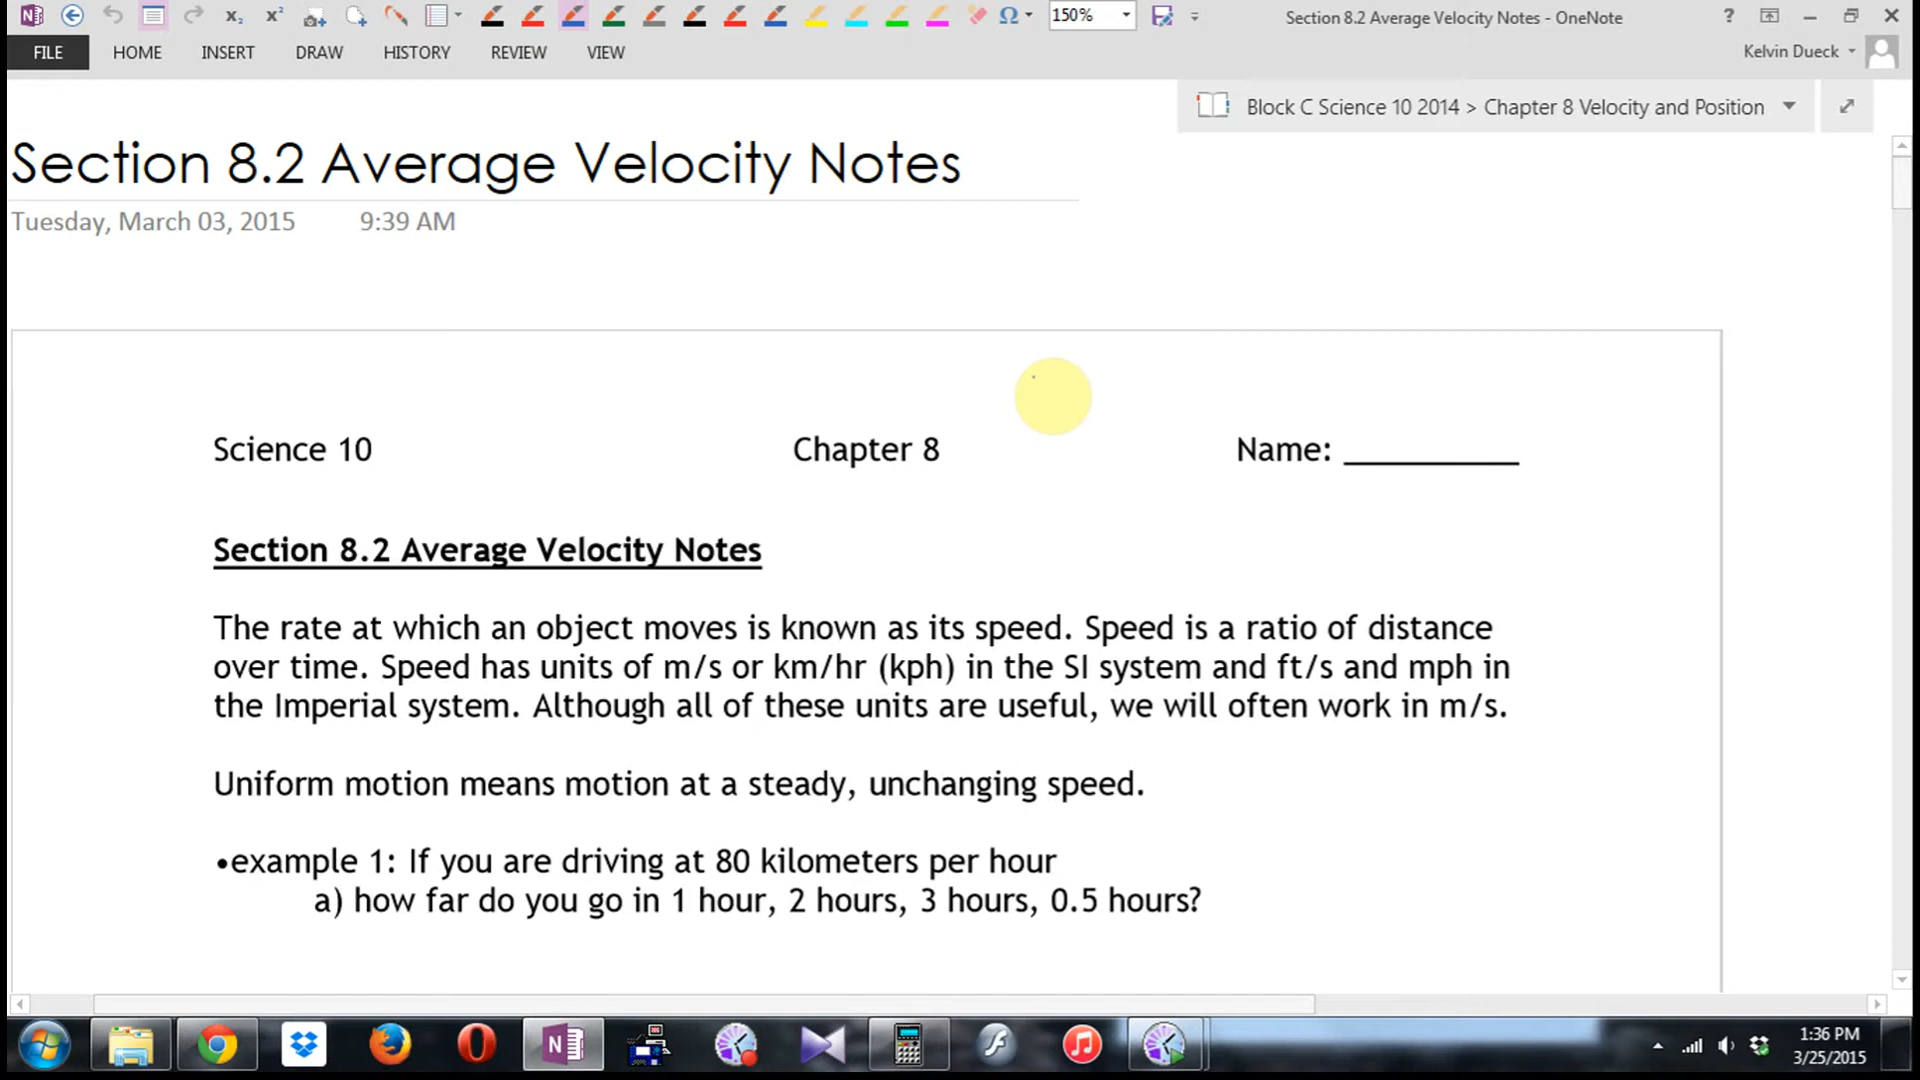 150%
Section 8.2 Average Velocity Notes - OneNote
?
FILE HOME INSERT DRAW HISTORY REVIEW VIEW
Kelvin Dueck
Block C Science 10 2014 > Chapter 8 Velocity and Position
Section 8.2 Average Velocity Notes
Tuesday, March 03, 2015 9:39 AM
Science 10 Chapter 8 Name: __________
Section 8.2 Average Velocity Notes
The rate at which an object moves is known as its speed. Speed is a ratio of distance
over time. Speed has units of m/s or km/hr (kph) in the SI system and ft/s and mph in
the Imperial system. Although all of these units are useful, we will often work in m/s.
Uniform motion means motion at a steady, unchanging speed.
•example 1: If you are driving at 80 kilometers per hour
a) how far do you go in 1 hour, 2 hours, 3 hours, 0.5 hours?
1:36 PM
3/25/2015